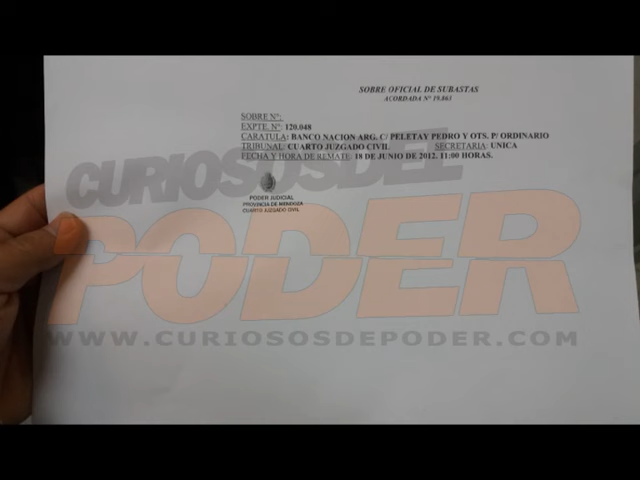 SOBRE OFICIAL DE SUBASTAS
ACORDADA Nº 19.863
SOBRE Nº:
EXPTE. Nº: 120.048
CARATULA: BANCO NACION ARG. C/ PELETAY PEDRO Y OTS. P/ ORDINARIO
TRIBUNAL: CUARTO JUZGADO CIVIL SECRETARIA: UNICA
FECHA Y HORA DE REMATE: 18 DE JUNIO DE 2012. 11:00 HORAS.
PODER JUDICIAL
PROVINCIA DE MENDOZA
CUARTO JUZGADO CIVIL
CURIOSOSDEL
PODER
WWW.CURIOSOSDEPODER.COM